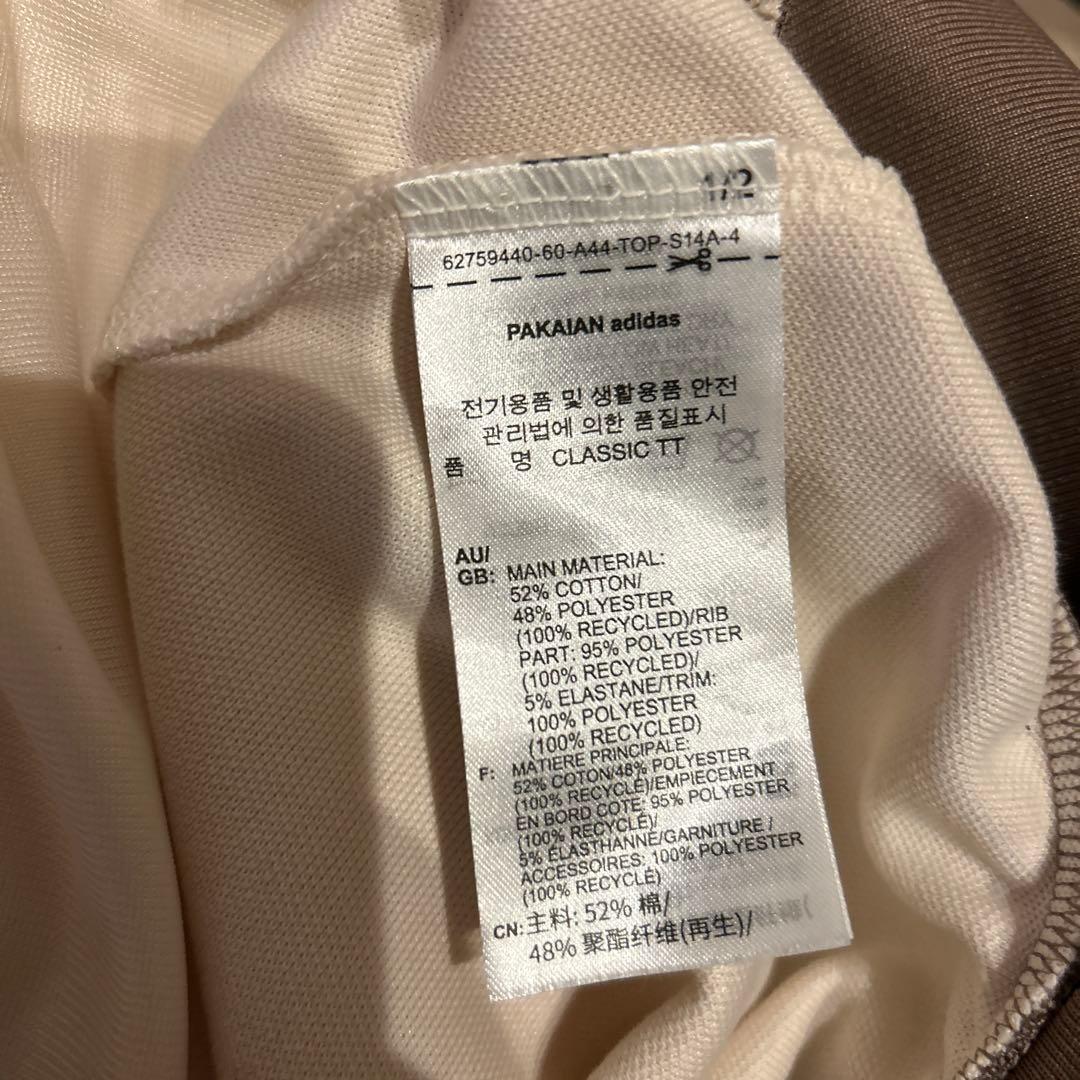 1/2
62759440-60-A44-TOP-S14A-4
PAKAIAN adidas
전기용품 및 생활용품 안전
관리법에 의한 품질표시
품 명 CLASSIC TT
AU/
GB: MAIN MATERIAL:
52% COTTON/
48% POLYESTER
(100% RECYCLED)/RIB
PART: 95% POLYESTER
(100% RECYCLED)/
5% ELASTANE/TRIM:
100% POLYESTER
(100% RECYCLED)
F: MATIERE PRINCIPALE:
52% COTON/48% POLYESTER
(100% RECYCLÉ)/EMPIECEMENT
EN BORD COTE: 95% POLYESTER
(100% RECYCLÉ)/
5% ÉLASTHANNE/GARNITURE /
ACCESSOIRES: 100% POLYESTER
(100% RECYCLÉ)
CN: 主料: 52% 棉/
48% 聚酯纤维(再生)/